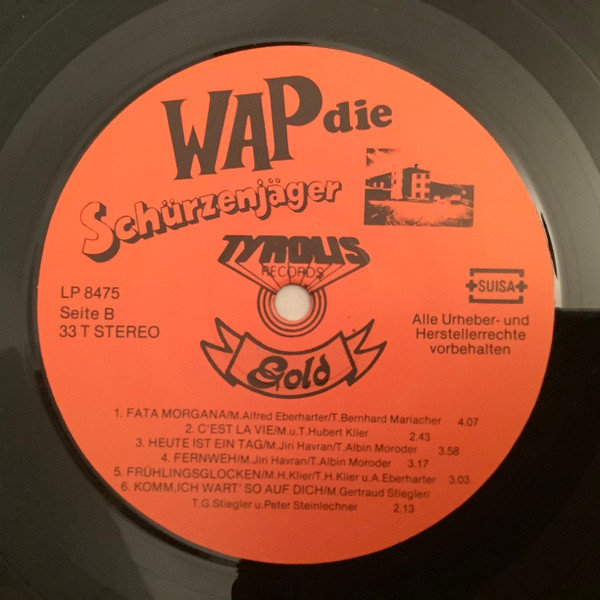 WAP die
Schürzenjäger
TYROLIS
RECORDS
LP 8475
Seite B
33 T STEREO
SUISA
Alle Urheber- und
Herstellerrechte
vorbehalten
Gold
1. FATA MORGANA/M.Alfred Eberharter/T.Bernhard Mariacher 4.07
2. C'EST LA VIE/M.u.T.Hubert Klier 2.43
3. HEUTE IST EIN TAG/M.Jiri Havran/T.Albin Moroder 3.58
4. FERNWEH/M.Jiri Havran/T.Albin Moroder 3.17
5. FRÜHLINGSGLOCKEN/M.H.Klier/T.H.Klier u.A.Eberharter 3.03
6. KOMM,ICH WART' SO AUF DICH/M.Gertraud Stiegler/
T.G.Stiegler u.Peter Steinlechner 2.13